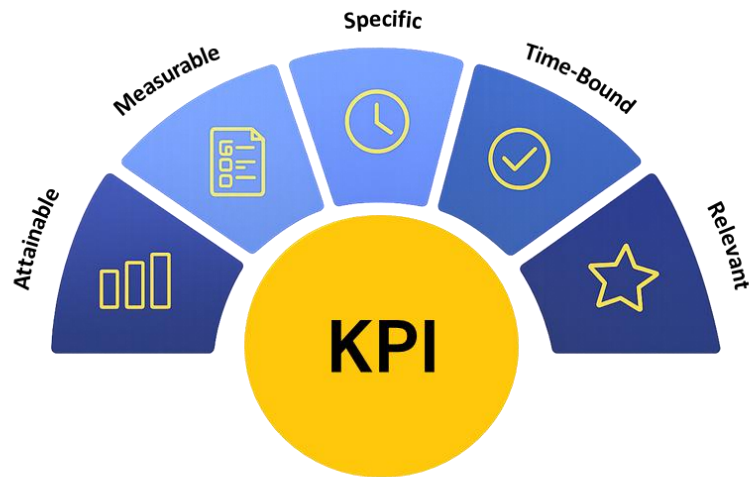 Attainable
Measurable
Specific
Time-Bound
Relevant
KPI